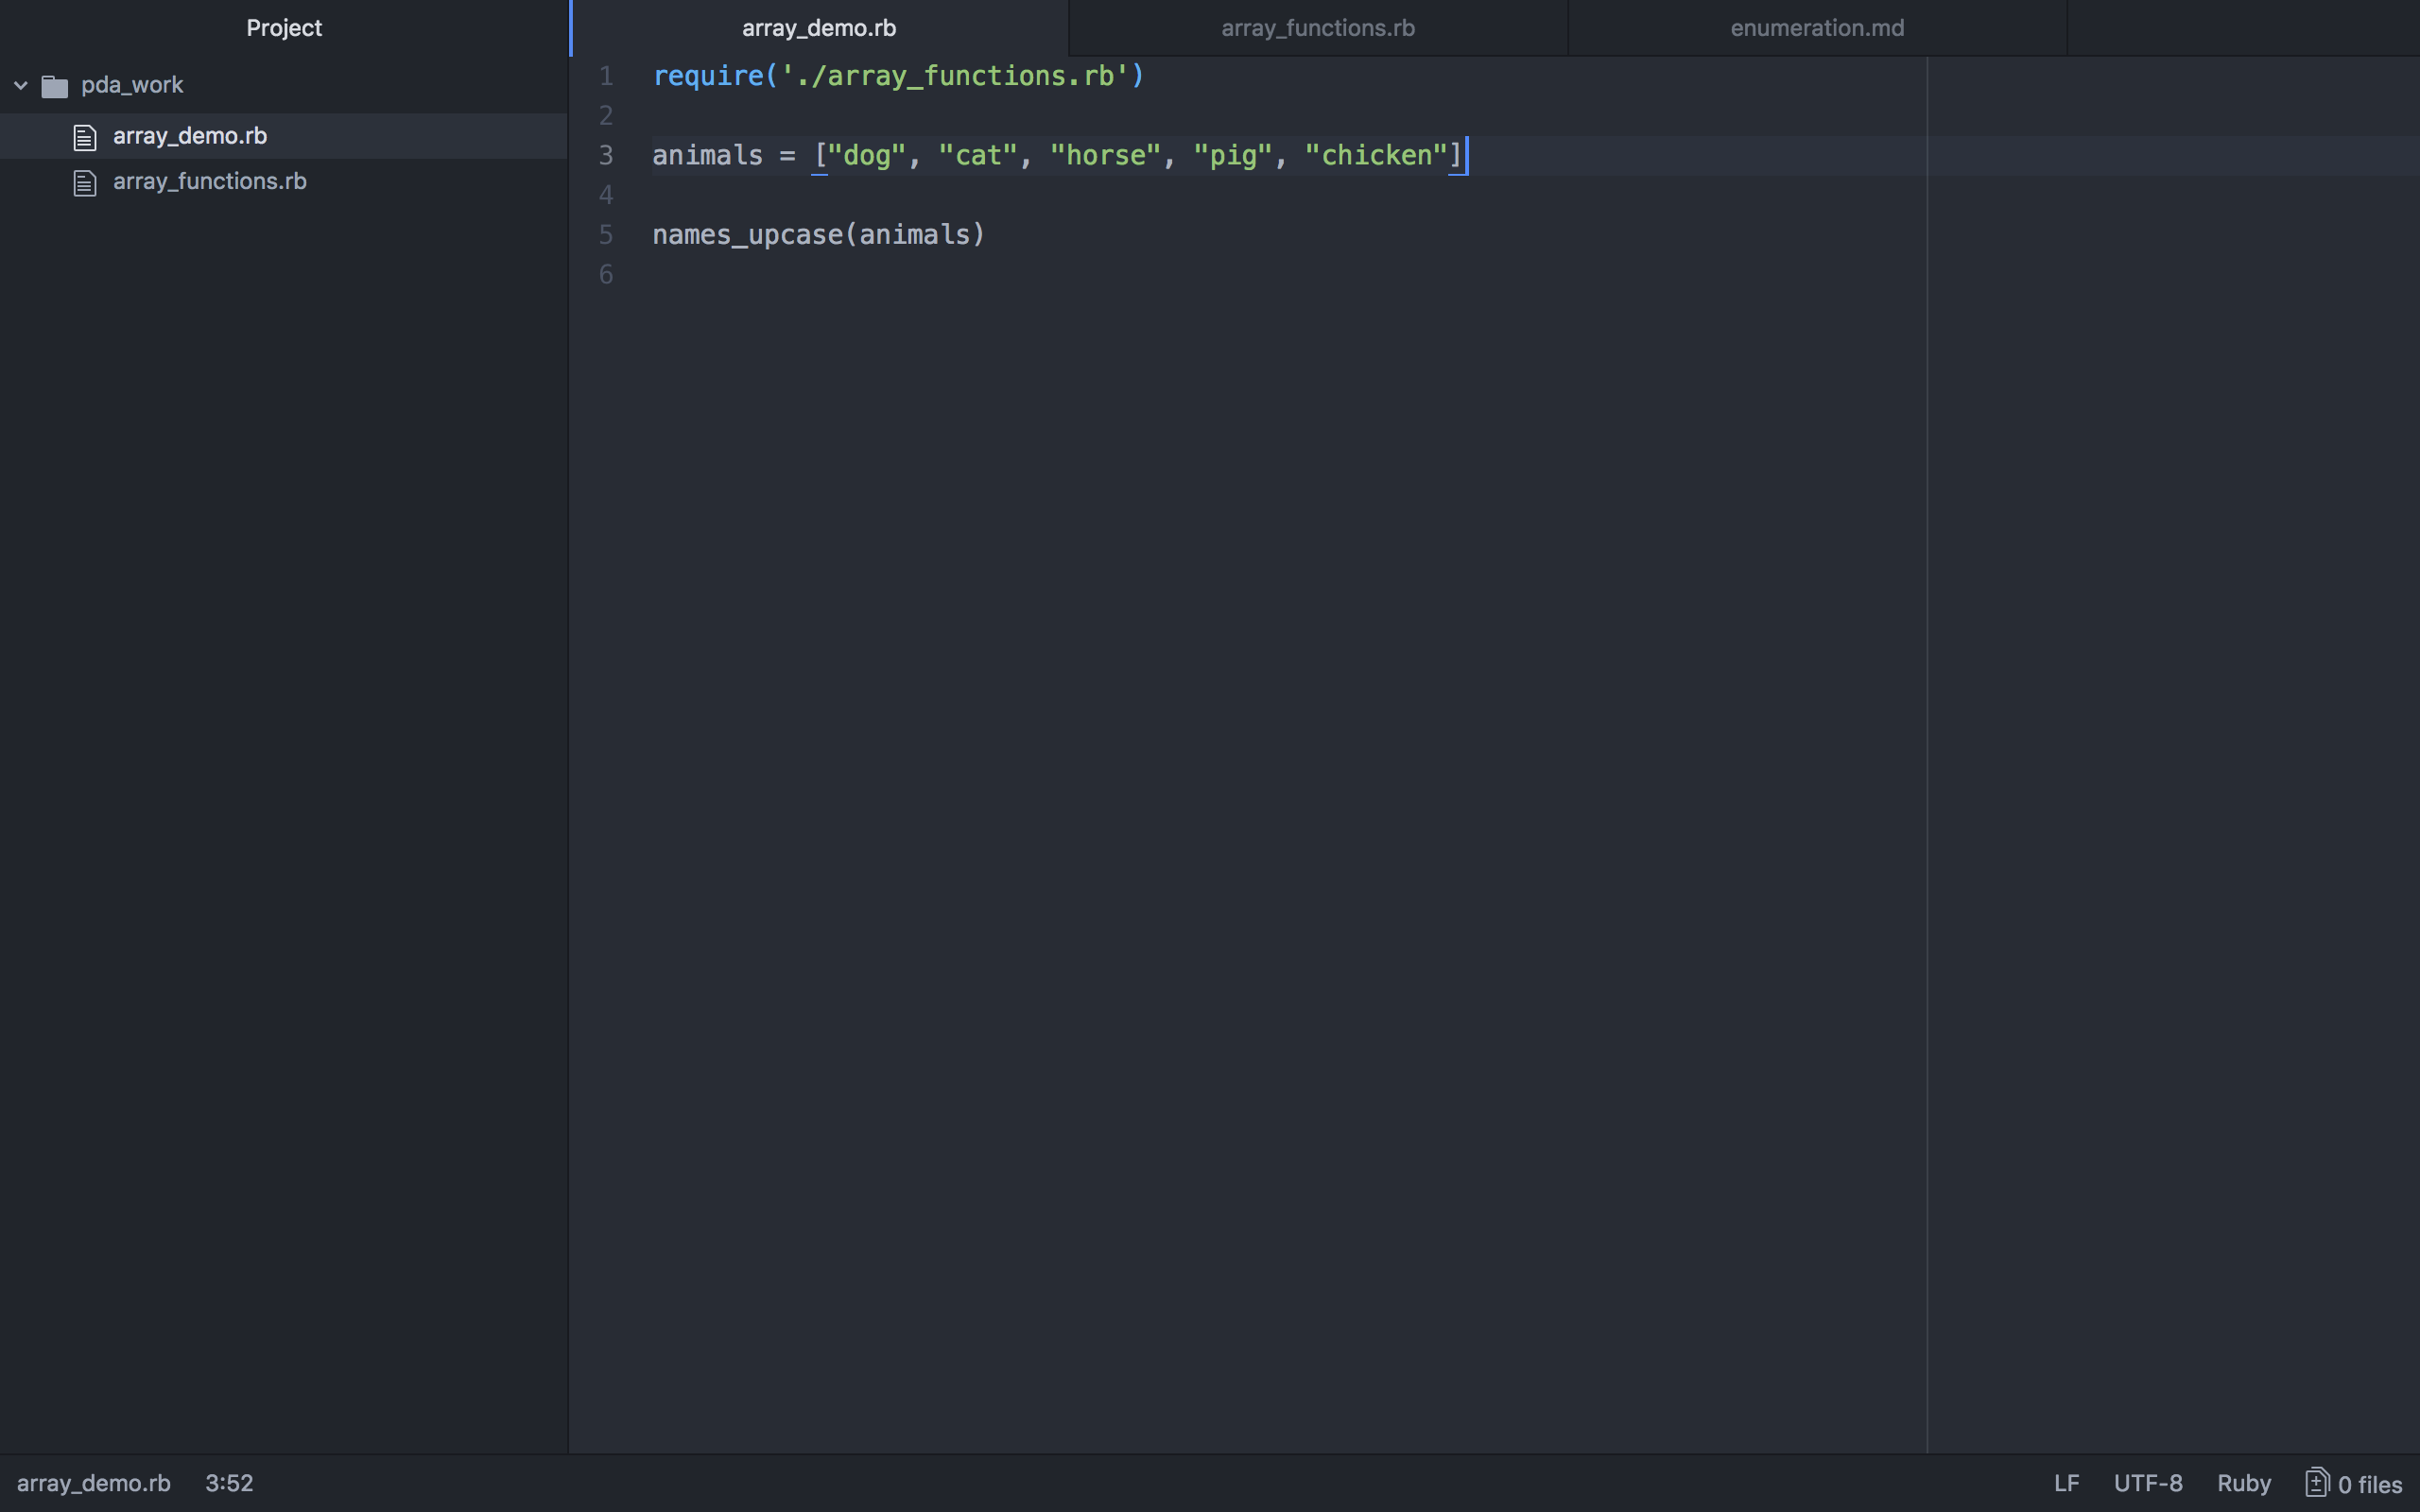 Project
pda_work
array_demo.rb
array_functions.rb
array_demo.rb array_functions.rb enumeration.md
1 require('./array_functions.rb')
2
3 animals = ["dog", "cat", "horse", "pig", "chicken"]
4
5 names_upcase(animals)
6
array_demo.rb 3:52 LF UTF-8 Ruby 0 files